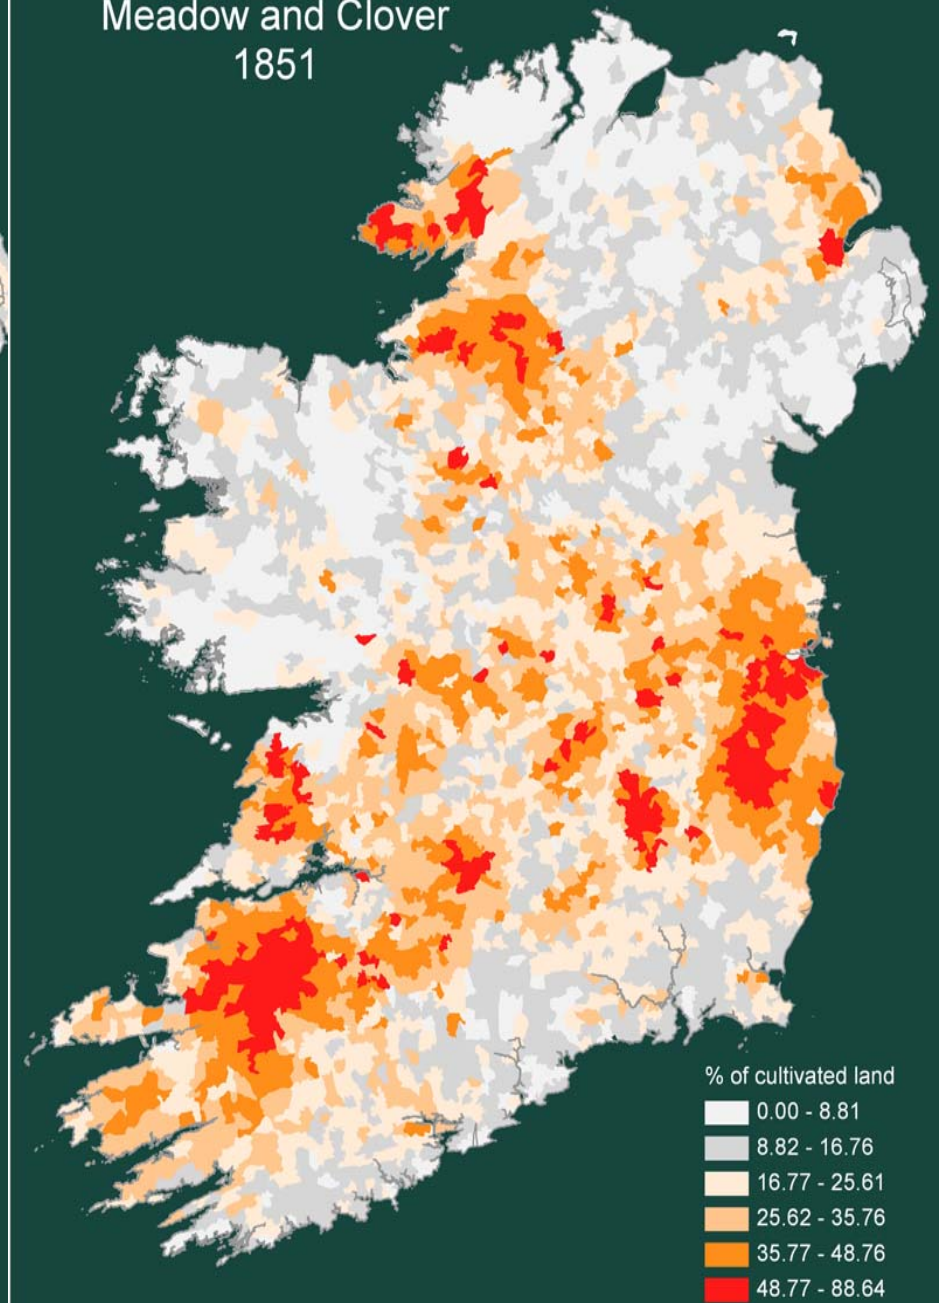 Meadow and Clover
1851
% of cultivated land
0.00 - 8.81
8.82 - 16.76
16.77 - 25.61
25.62 - 35.76
35.77 - 48.76
48.77 - 88.64